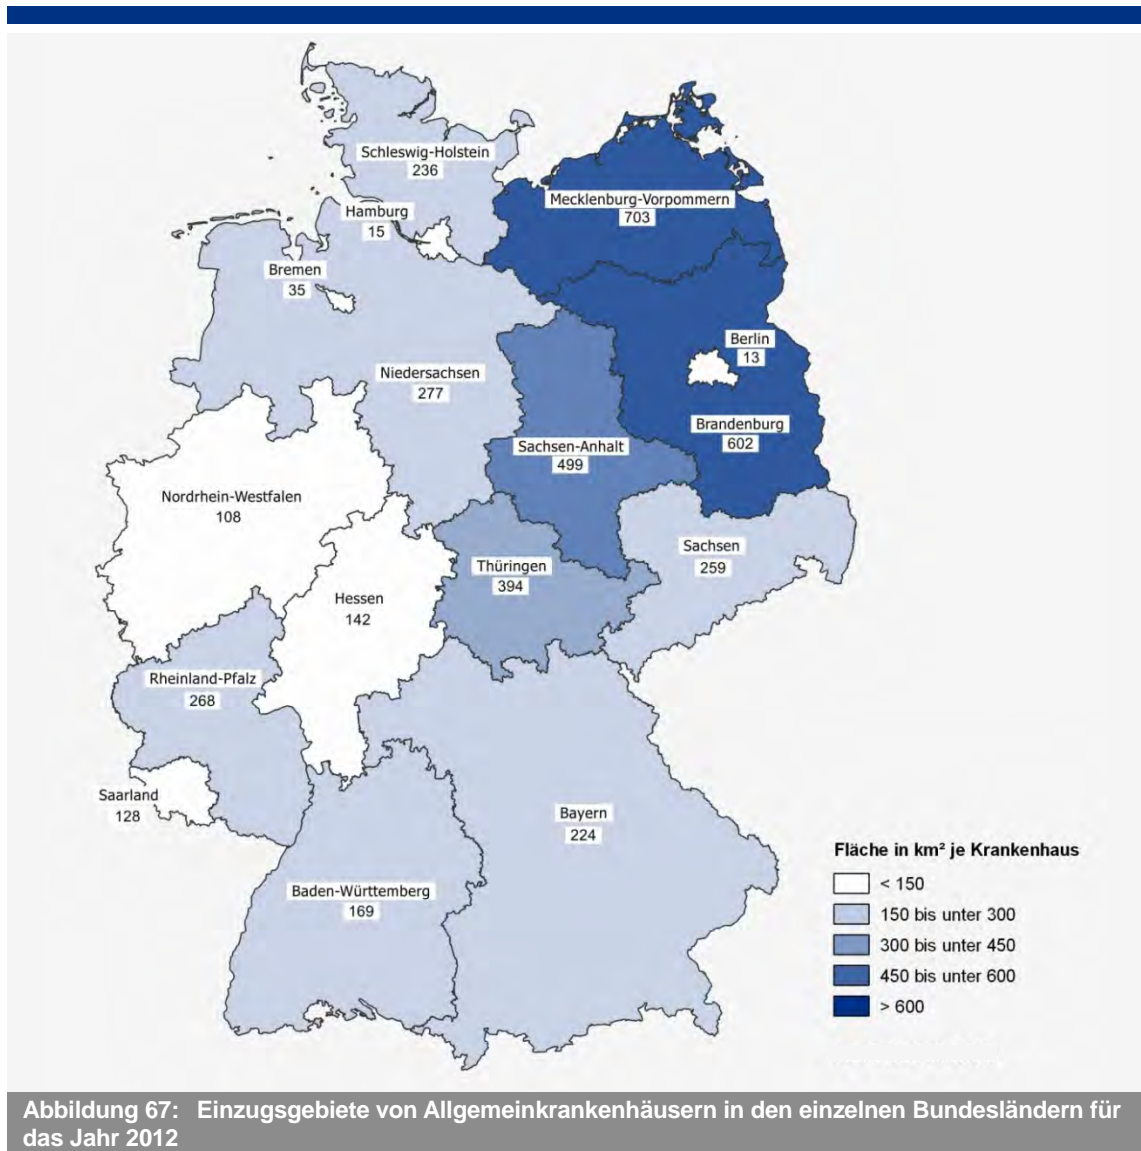 Schleswig-Holstein
236
Mecklenburg-Vorpommern
703
Hamburg
15
Bremen
35
Berlin
13
Niedersachsen
277
Brandenburg
602
Sachsen-Anhalt
499
Nordrhein-Westfalen
108
Sachsen
259
Thüringen
394
Hessen
142
Rheinland-Pfalz
268
Saarland
128
Bayern
224
Baden-Württemberg
169
Fläche in km² je Krankenhaus
< 150
150 bis unter 300
300 bis unter 450
450 bis unter 600
> 600
Abbildung 67: Einzugsgebiete von Allgemeinkrankenhäusern in den einzelnen Bundesländern für
das Jahr 2012